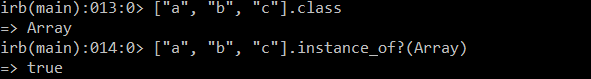 irb(main):013:0> ["a", "b", "c"].class
=> Array
irb(main):014:0> ["a", "b", "c"].instance_of?(Array)
=> true